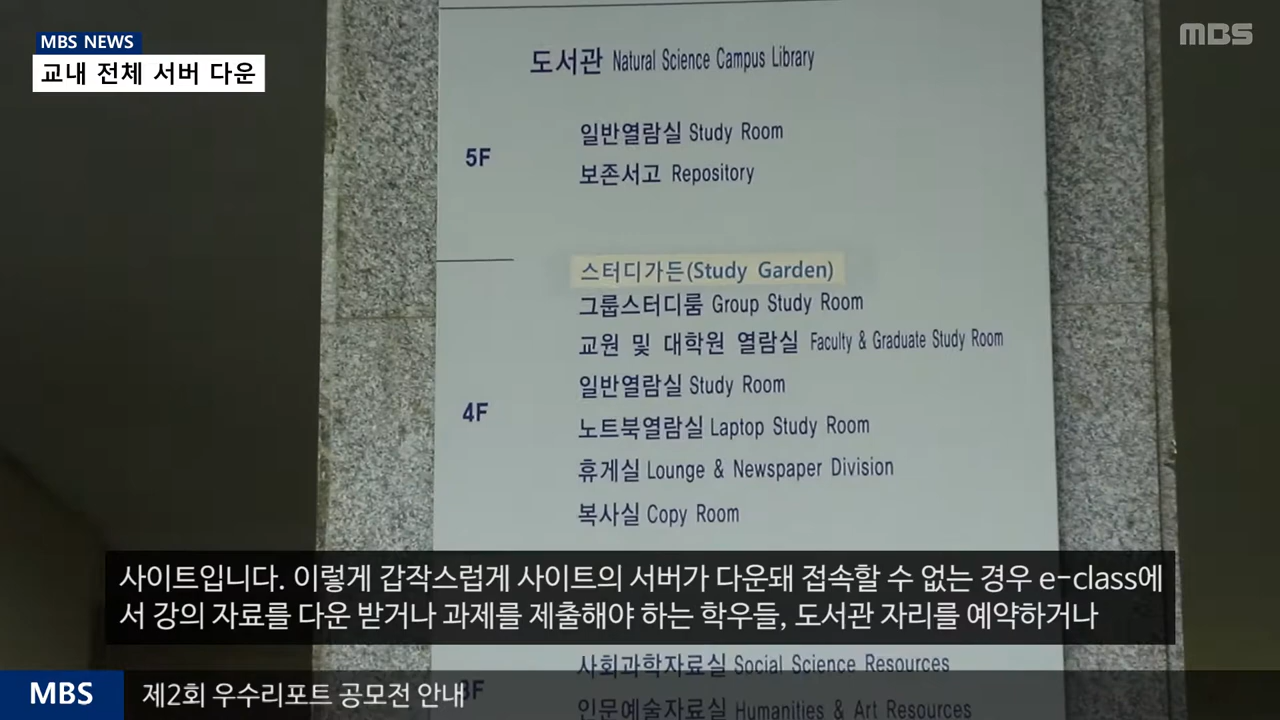 MBS NEWS
교내 전체 서버 다운
MBS
도서관 Natural Science Campus Library
5F
일반열람실 Study Room
보존서고 Repository
스터디가든(Study Garden)
그룹스터디룸 Group Study Room
교원 및 대학원 열람실 Faculty & Graduate Study Room
4F
일반열람실 Study Room
노트북열람실 Laptop Study Room
휴게실 Lounge & Newspaper Division
복사실 Copy Room
사이트입니다. 이렇게 갑작스럽게 사이트의 서버가 다운돼 접속할 수 없는 경우 e-class에
서 강의 자료를 다운 받거나 과제를 제출해야 하는 학우들, 도서관 자리를 예약하거나
사회과학자료실 Social Science Resources
3F
인문예술자료실 Humanities & Art Resources
MBS 제2회 우수리포트 공모전 안내